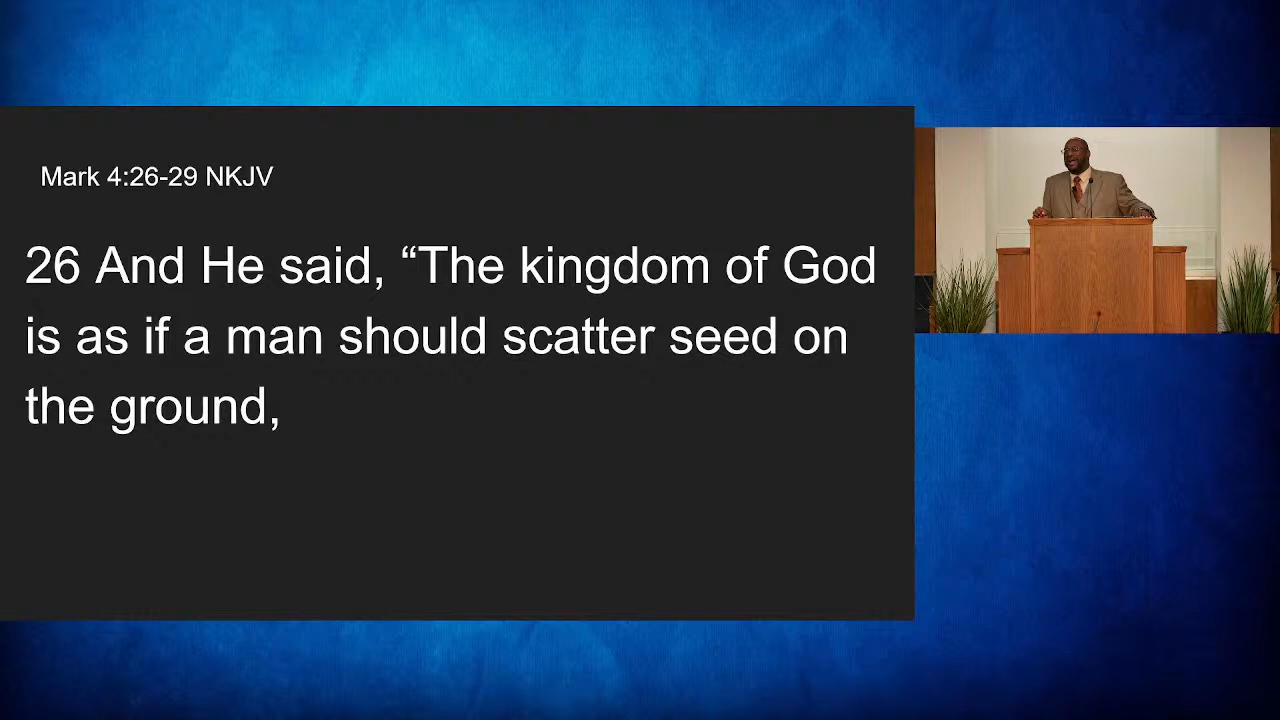 Mark 4:26-29 NKJV
26 And He said, “The kingdom of God
is as if a man should scatter seed on
the ground,